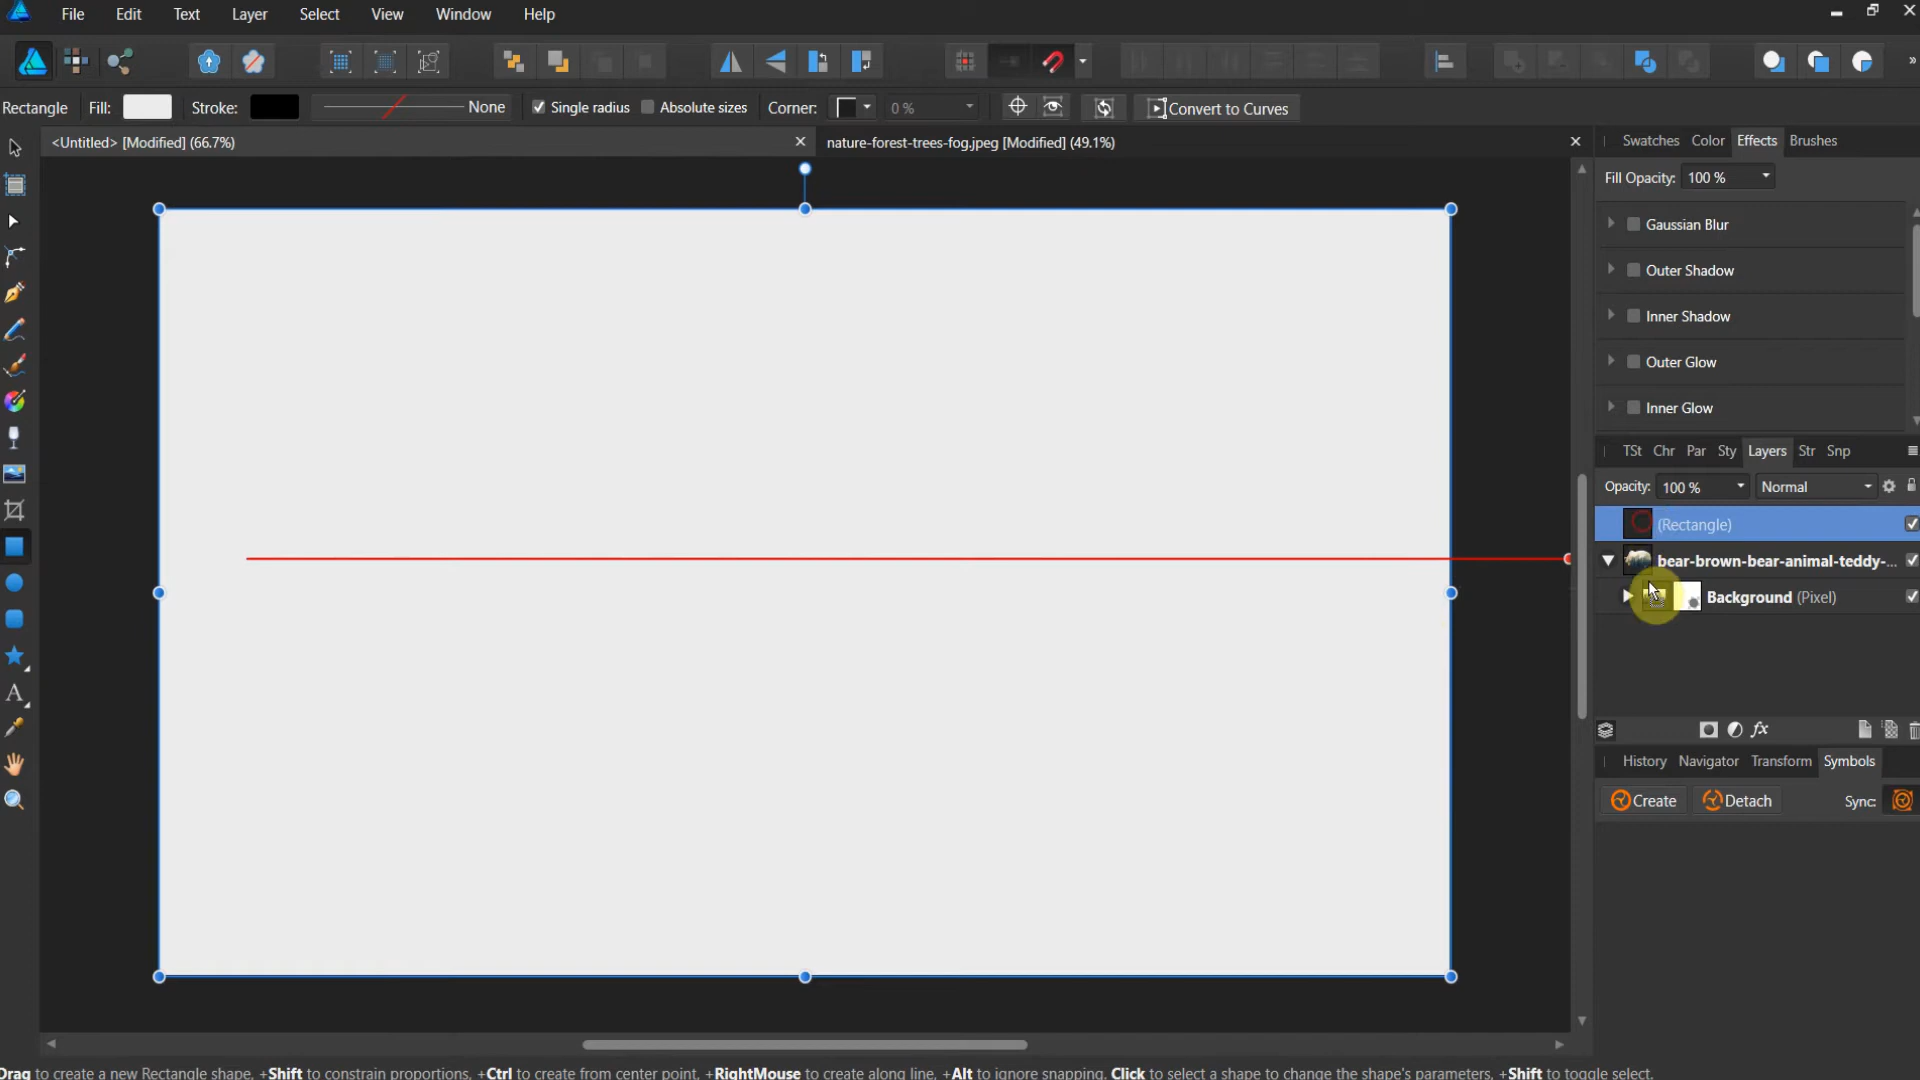 File Edit Text Layer Select View Window Help
Rectangle Fill: Stroke: None Single radius Absolute sizes Corner: 0 % Convert to Curves
<Untitled> [Modified] (66.7%) nature-forest-trees-fog.jpeg [Modified] (49.1%)
Swatches Color Effects Brushes
Fill Opacity: 100 %
Gaussian Blur
Outer Shadow
Inner Shadow
Outer Glow
Inner Glow
TSt Chr Par Sty Layers Str Snp
Opacity: 100 % Normal
(Rectangle)
bear-brown-bear-animal-teddy-...
Background (Pixel)
History Navigator Transform Symbols
Create Detach Sync:
Drag to create a new Rectangle shape. +Shift to constrain proportions. +Ctrl to create from center point. +RightMouse to create along line. +Alt to ignore snapping. Click to select a shape to change the shape's parameters. +Shift to toggle select.